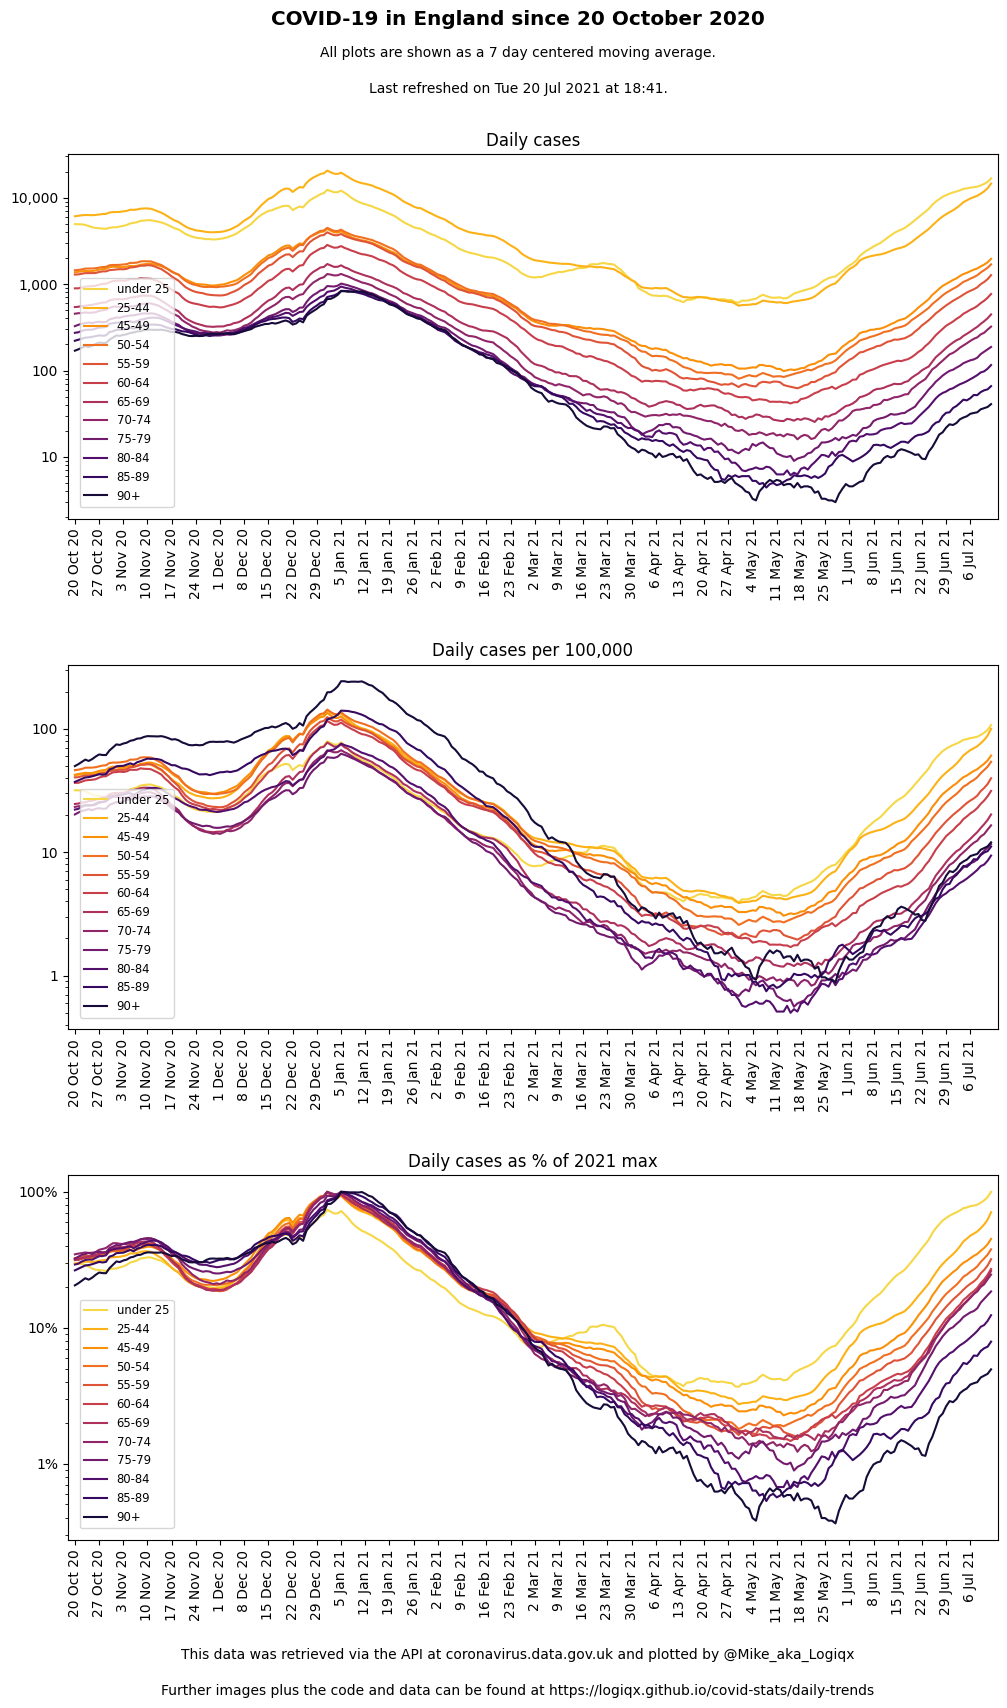 COVID-19 in England since 20 October 2020
All plots are shown as a 7 day centered moving average.
Last refreshed on Tue 20 Jul 2021 at 18:41.
Daily cases
10,000
1,000
100
10
under 25
25-44
45-49
50-54
55-59
60-64
65-69
70-74
75-79
80-84
85-89
90+
20 Oct 20
27 Oct 20
3 Nov 20
10 Nov 20
17 Nov 20
24 Nov 20
1 Dec 20
8 Dec 20
15 Dec 20
22 Dec 20
29 Dec 20
5 Jan 21
12 Jan 21
19 Jan 21
26 Jan 21
2 Feb 21
9 Feb 21
16 Feb 21
23 Feb 21
2 Mar 21
9 Mar 21
16 Mar 21
23 Mar 21
30 Mar 21
6 Apr 21
13 Apr 21
20 Apr 21
27 Apr 21
4 May 21
11 May 21
18 May 21
25 May 21
1 Jun 21
8 Jun 21
15 Jun 21
22 Jun 21
29 Jun 21
6 Jul 21
Daily cases per 100,000
100
10
1
under 25
25-44
45-49
50-54
55-59
60-64
65-69
70-74
75-79
80-84
85-89
90+
20 Oct 20
27 Oct 20
3 Nov 20
10 Nov 20
17 Nov 20
24 Nov 20
1 Dec 20
8 Dec 20
15 Dec 20
22 Dec 20
29 Dec 20
5 Jan 21
12 Jan 21
19 Jan 21
26 Jan 21
2 Feb 21
9 Feb 21
16 Feb 21
23 Feb 21
2 Mar 21
9 Mar 21
16 Mar 21
23 Mar 21
30 Mar 21
6 Apr 21
13 Apr 21
20 Apr 21
27 Apr 21
4 May 21
11 May 21
18 May 21
25 May 21
1 Jun 21
8 Jun 21
15 Jun 21
22 Jun 21
29 Jun 21
6 Jul 21
Daily cases as % of 2021 max
100%
10%
1%
under 25
25-44
45-49
50-54
55-59
60-64
65-69
70-74
75-79
80-84
85-89
90+
20 Oct 20
27 Oct 20
3 Nov 20
10 Nov 20
17 Nov 20
24 Nov 20
1 Dec 20
8 Dec 20
15 Dec 20
22 Dec 20
29 Dec 20
5 Jan 21
12 Jan 21
19 Jan 21
26 Jan 21
2 Feb 21
9 Feb 21
16 Feb 21
23 Feb 21
2 Mar 21
9 Mar 21
16 Mar 21
23 Mar 21
30 Mar 21
6 Apr 21
13 Apr 21
20 Apr 21
27 Apr 21
4 May 21
11 May 21
18 May 21
25 May 21
1 Jun 21
8 Jun 21
15 Jun 21
22 Jun 21
29 Jun 21
6 Jul 21
This data was retrieved via the API at coronavirus.data.gov.uk and plotted by @Mike_aka_Logiqx
Further images plus the code and data can be found at https://logiqx.github.io/covid-stats/daily-trends